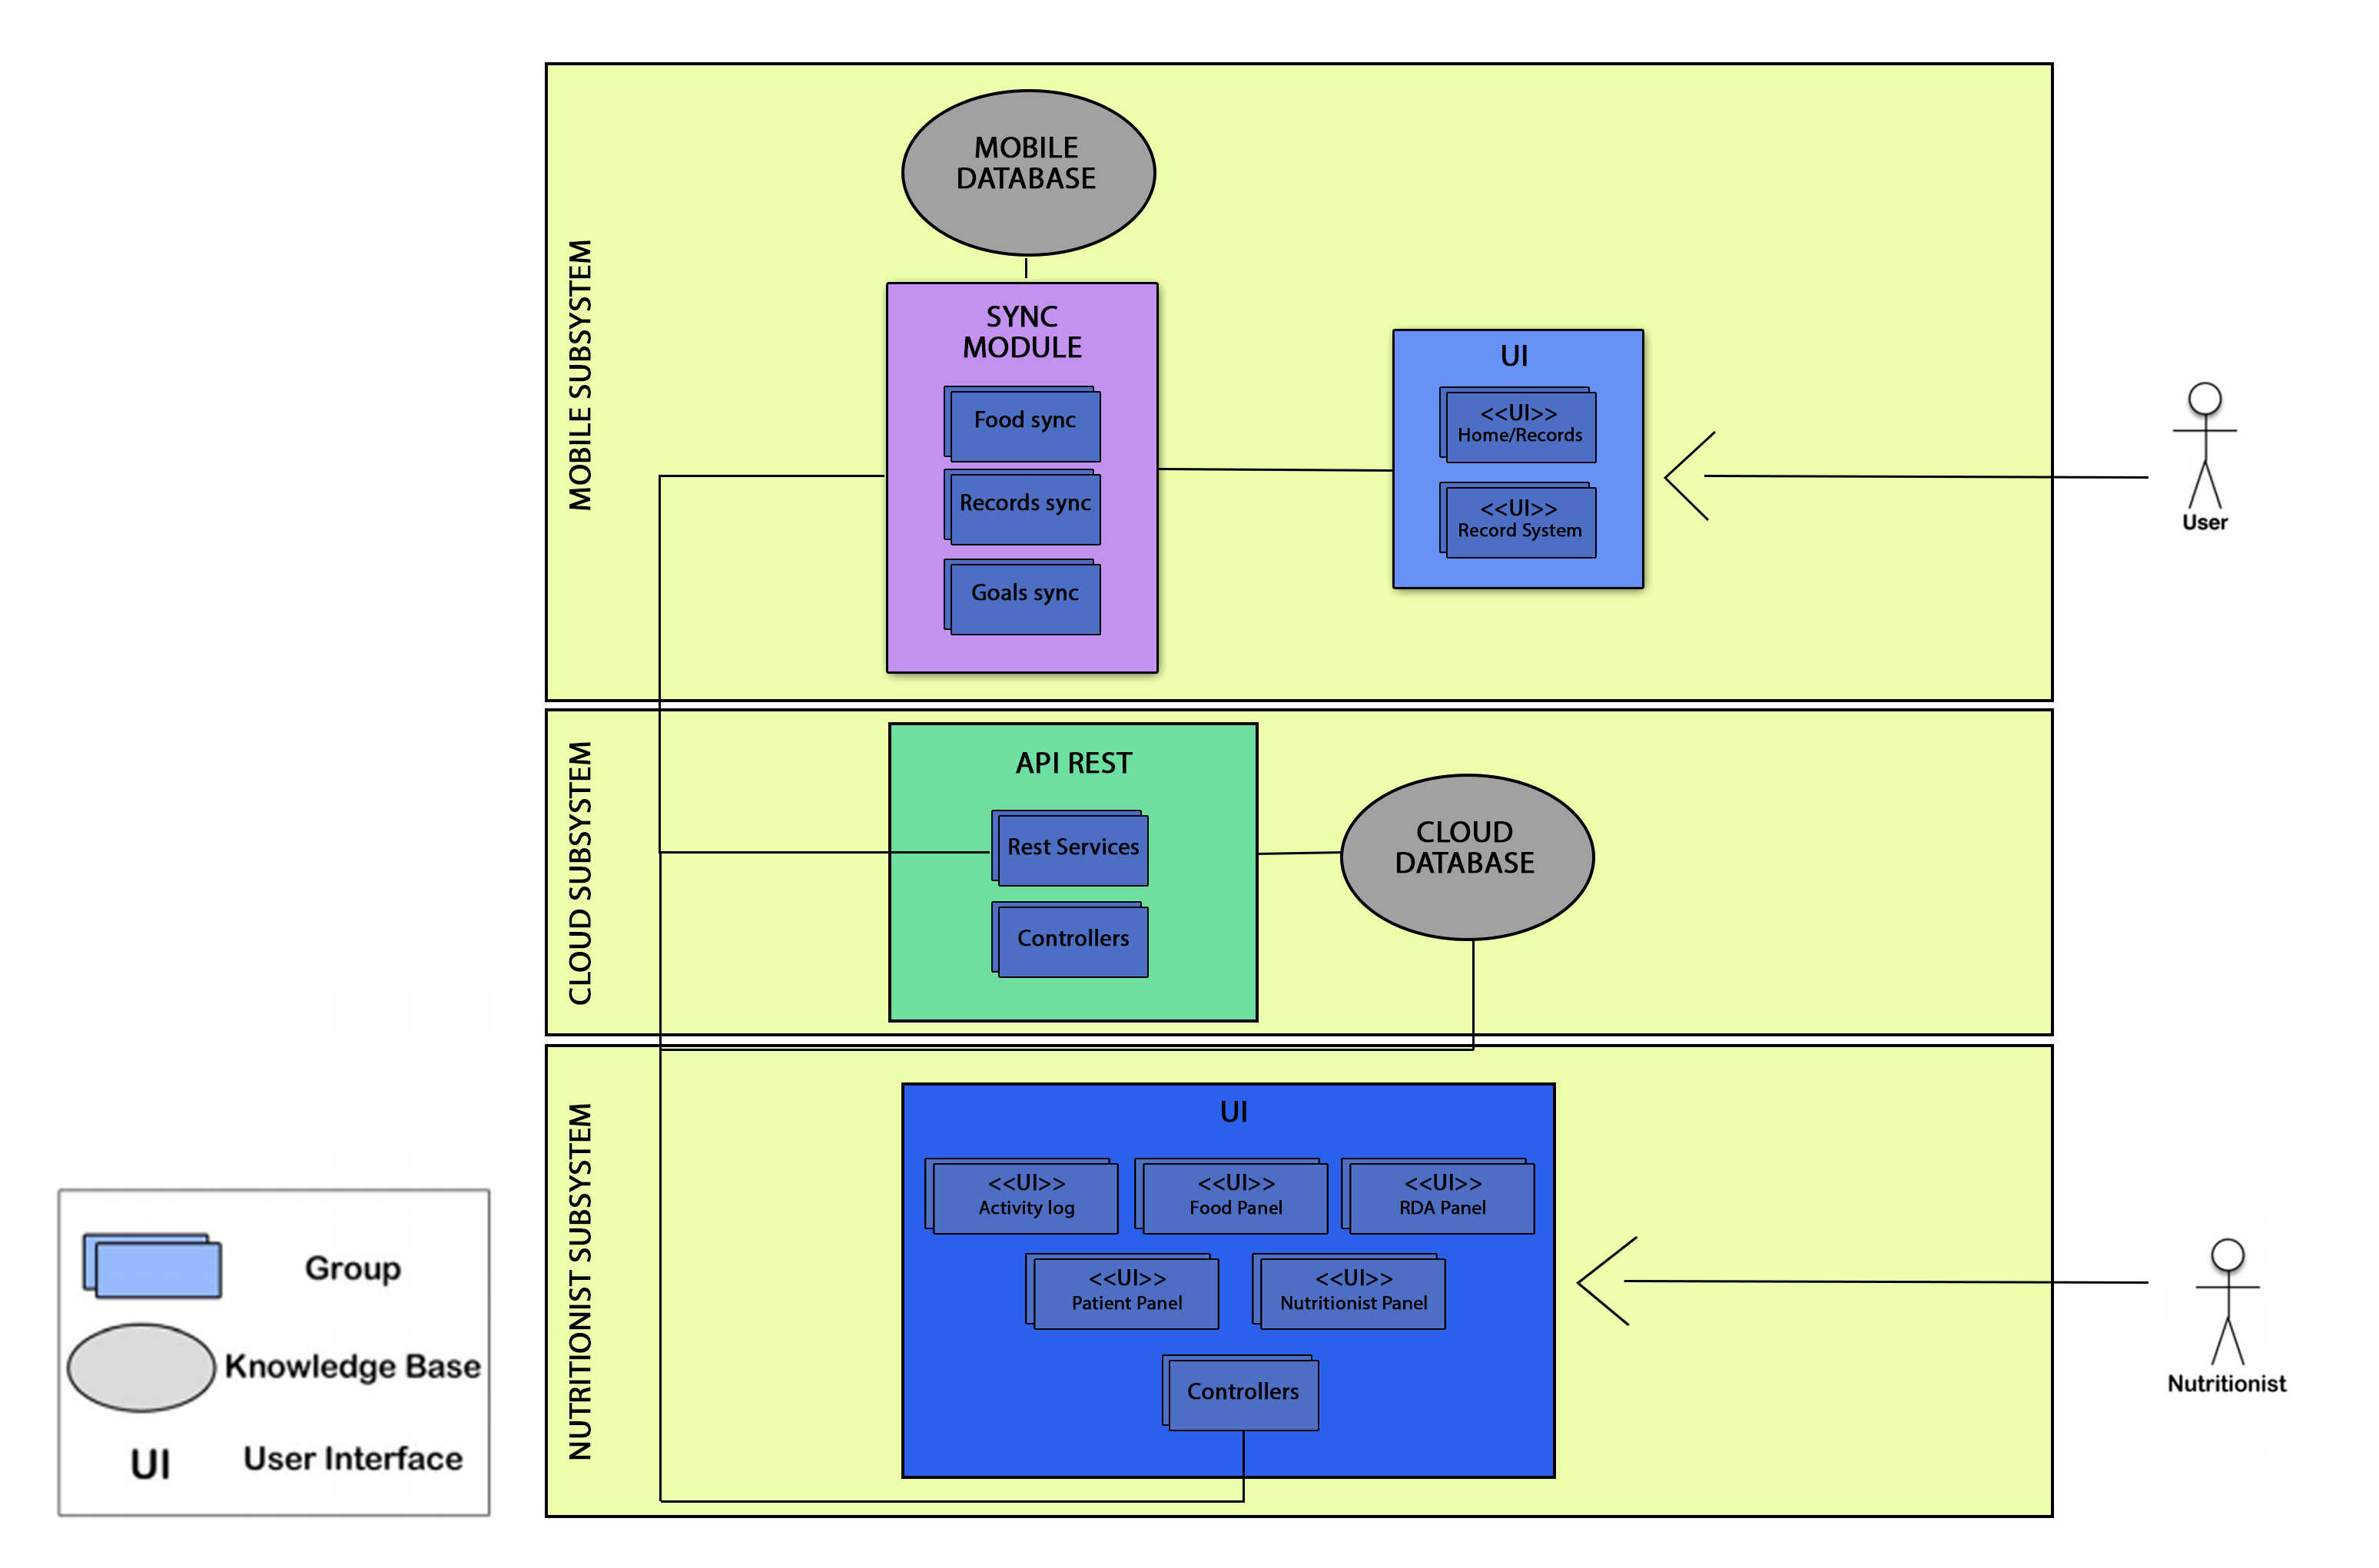 MOBILE SUBSYSTEM
MOBILE
DATABASE
SYNC
MODULE
Food sync
Records sync
Goals sync
UI
<<UI>>
Home/Records
<<UI>>
Record System
User
CLOUD SUBSYSTEM
API REST
Rest Services
Controllers
CLOUD
DATABASE
NUTRITIONIST SUBSYSTEM
UI
<<UI>>
Activity log
<<UI>>
Food Panel
<<UI>>
RDA Panel
<<UI>>
Patient Panel
<<UI>>
Nutritionist Panel
Controllers
Nutritionist
Group
Knowledge Base
UI User Interface